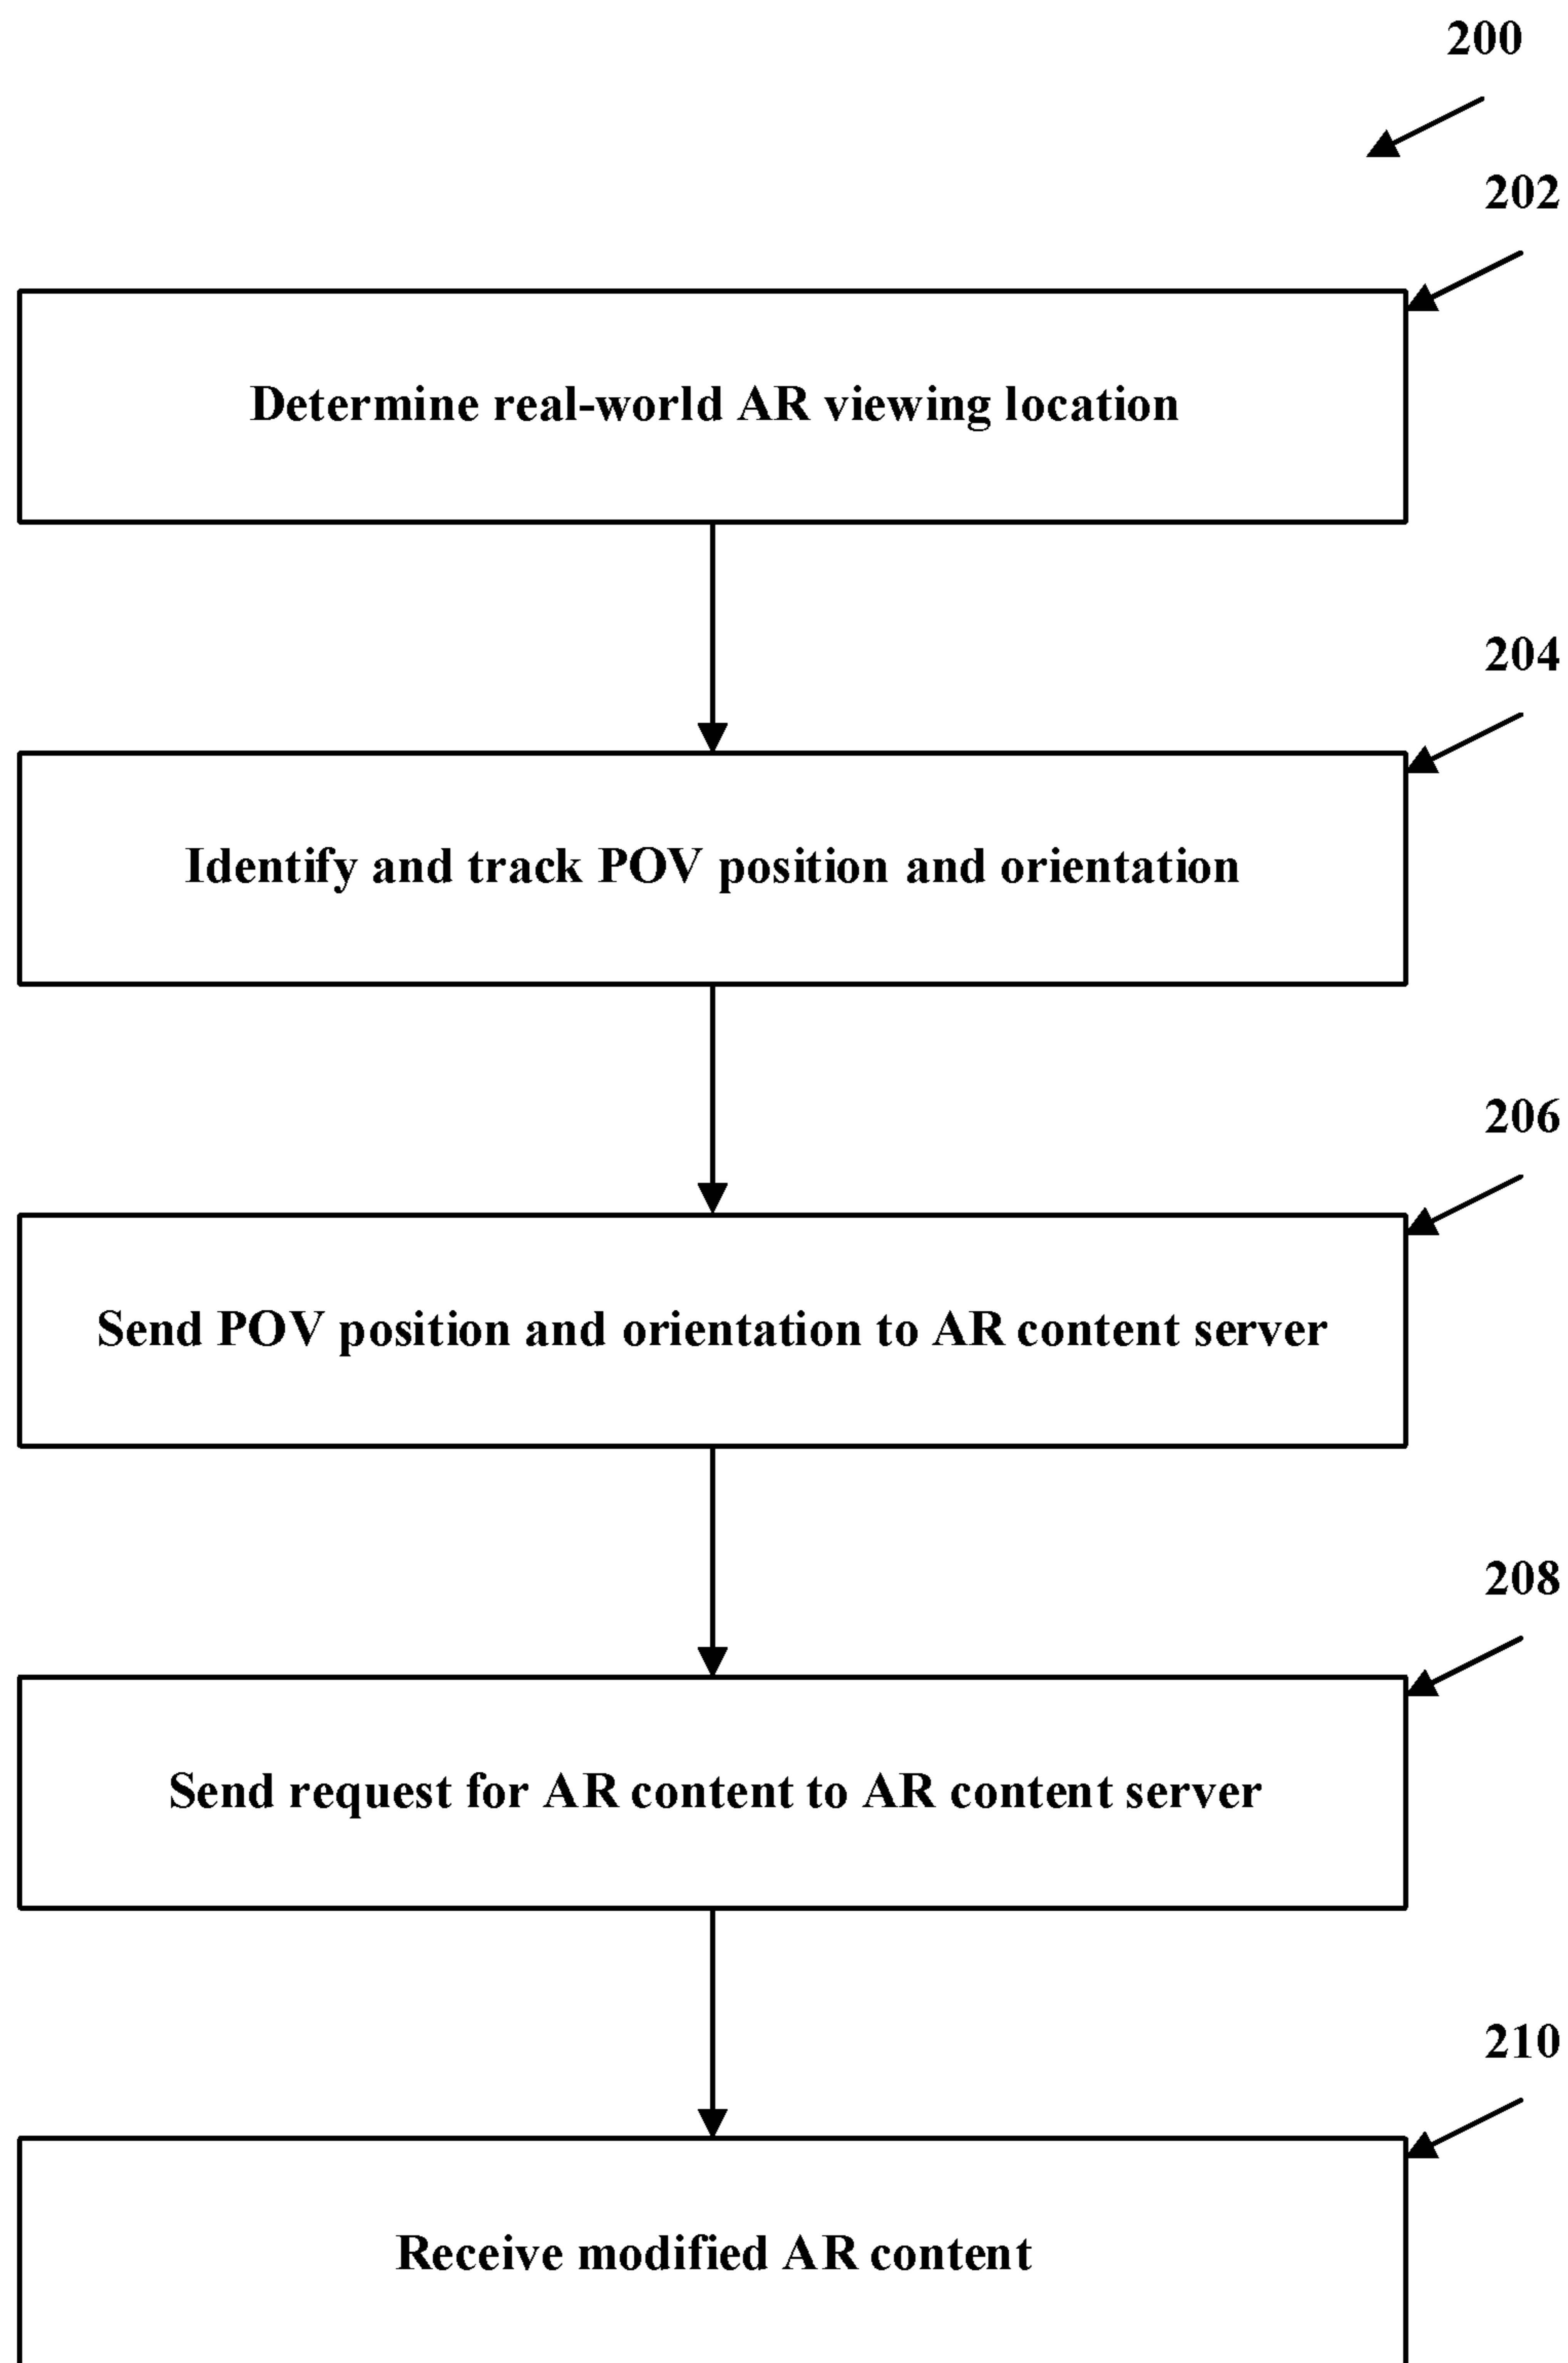 200
202
Determine real-world AR viewing location
204
Identify and track POV position and orientation
206
Send POV position and orientation to AR content server
208
Send request for AR content to AR content server
210
Receive modified AR content